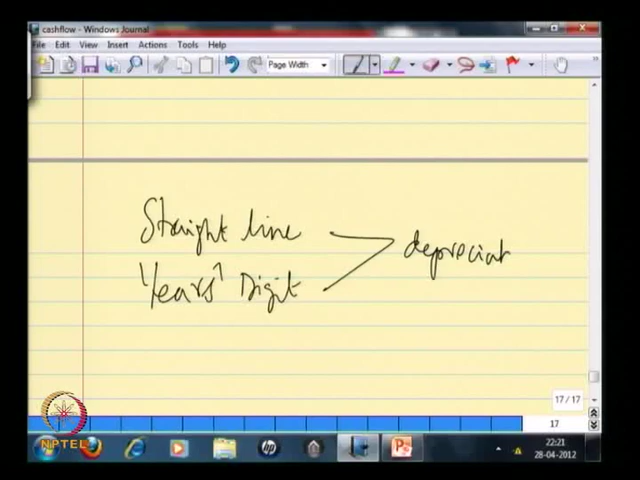 cashflow - Windows Journal
File Edit View Insert Actions Tools Help
Page Width
Straight line
Years' Digit
depreciat
17 / 17
17
NPTEL
22:21
28-04-2012